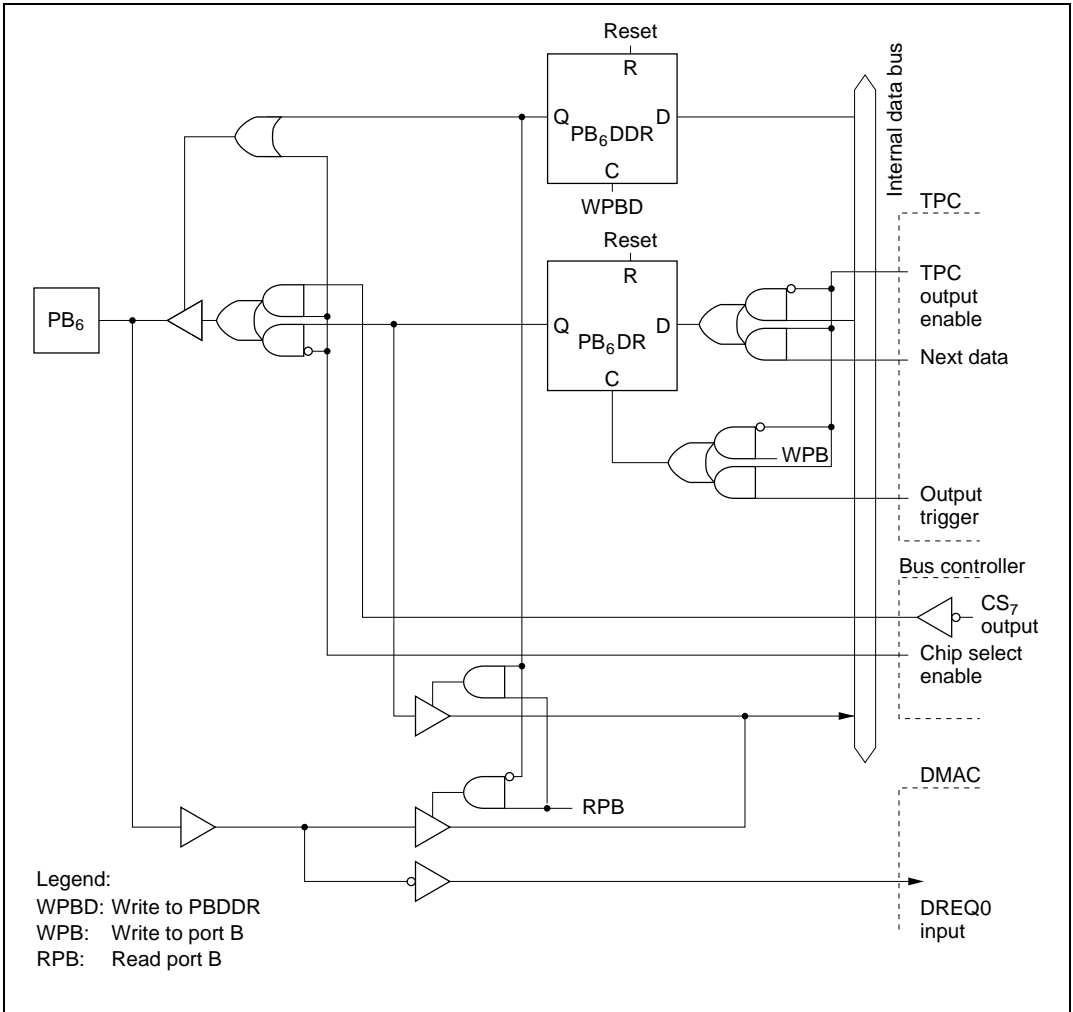 Reset
R
Q
PB₆DDR
D
C
WPBD
Internal data bus
TPC
Reset
R
Q
PB₆DR
D
C
PB₆
TPC
output
enable
Next data
WPB
Output
trigger
Bus controller
CS₇
output
Chip select
enable
DMAC
RPB
DREQ0
input
Legend:
WPBD: Write to PBDDR
WPB: Write to port B
RPB: Read port B